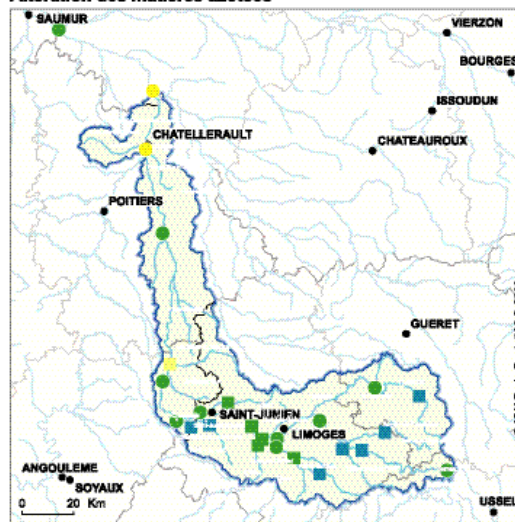 SAUMUR
VIERZON
BOURGES
ISSOUDUN
CHATELLERAULT
CHATEAUROUX
POITIERS
GUERET
SAINT-JUNIEN
LIMOGES
ANGOULEME
SOYAUX
0 20 Km
USSEL